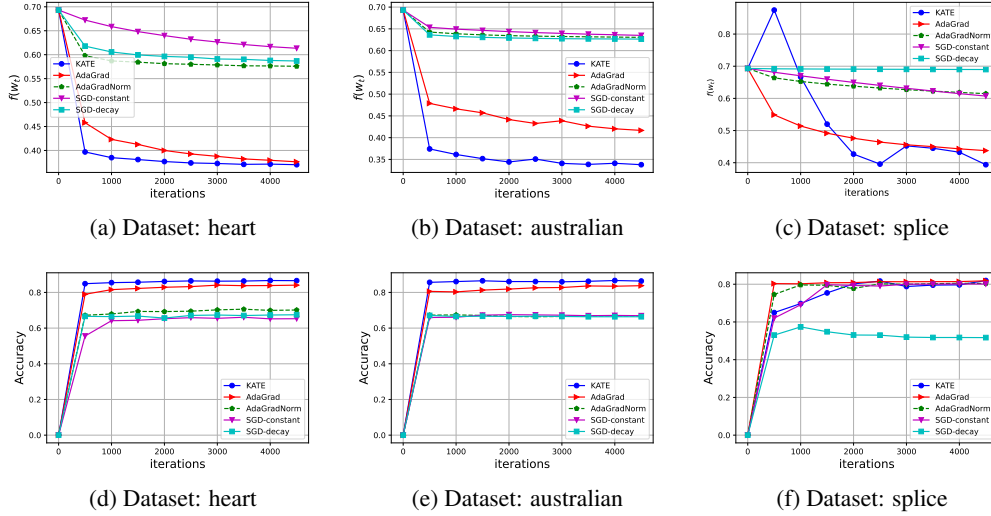 0.70
0.65
0.60
0.55
0.50
0.45
0.40
f(w_t)
KATE
AdaGrad
AdaGradNorm
SGD-constant
SGD-decay
0 1000 2000 3000 4000
iterations
(a) Dataset: heart
0.70
0.65
0.60
0.55
0.50
0.45
0.40
0.35
f(w_t)
KATE
AdaGrad
AdaGradNorm
SGD-constant
SGD-decay
0 1000 2000 3000 4000
iterations
(b) Dataset: australian
0.9
0.8
0.7
0.6
0.5
0.4
f(w_t)
KATE
AdaGrad
AdaGradNorm
SGD-constant
SGD-decay
0 1000 2000 3000 4000
iterations
(c) Dataset: splice
0.8
0.6
0.4
0.2
0.0
Accuracy
KATE
AdaGrad
AdaGradNorm
SGD-constant
SGD-decay
0 1000 2000 3000 4000
iterations
(d) Dataset: heart
0.8
0.6
0.4
0.2
0.0
Accuracy
KATE
AdaGrad
AdaGradNorm
SGD-constant
SGD-decay
0 1000 2000 3000 4000
iterations
(e) Dataset: australian
0.8
0.6
0.4
0.2
0.0
Accuracy
KATE
AdaGrad
AdaGradNorm
SGD-constant
SGD-decay
0 1000 2000 3000 4000
iterations
(f) Dataset: splice